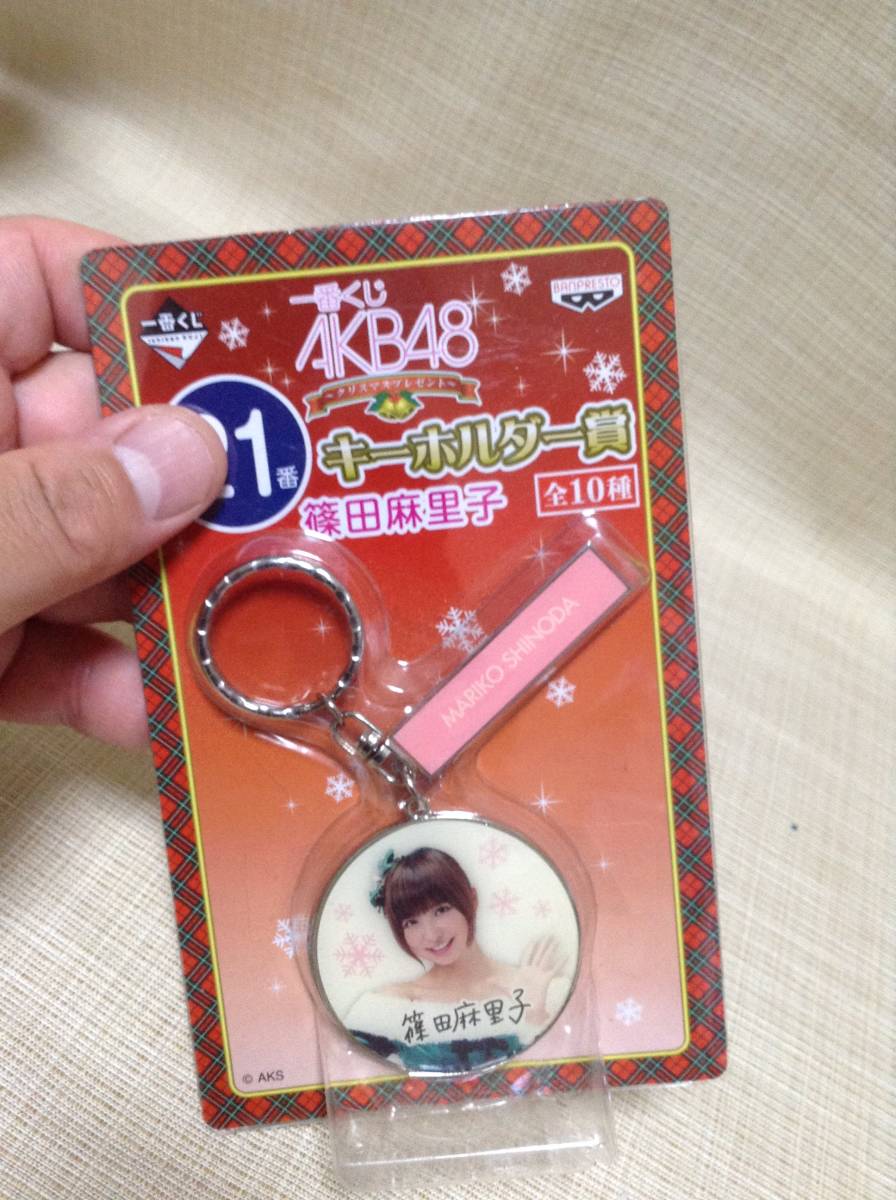 一番くじ
一番くじ
AKB48
~クリスマスプレゼント~
BANPRESTO
21番
キーホルダー賞
篠田麻里子
全10種
MARIKO SHINODA
篠田麻里子
© AKS